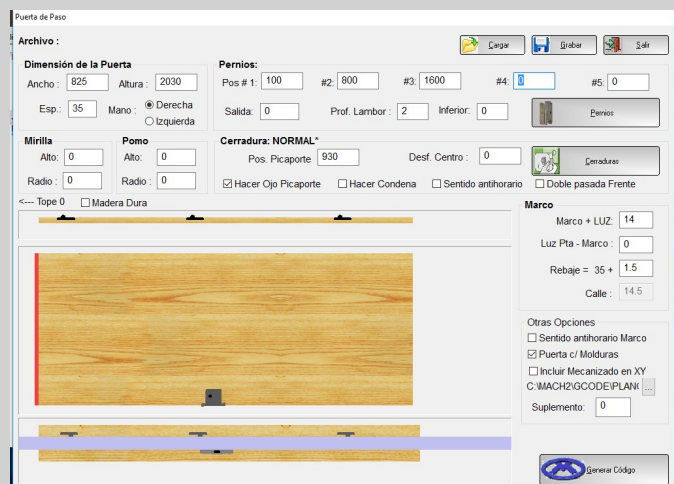 Puerta de Paso
Archivo :
Cargar Grabar Salir
Dimensión de la Puerta
Ancho : 825 Altura : 2030
Esp.: 35 Mano : Derecha
Izquierda
Pernios:
Pos # 1: 100 #2: 800 #3: 1600 #4: 0 #5: 0
Salida: 0 Prof. Lambor : 2 Inferior: 0 Pernios
Mirilla
Alto: 0
Radio : 0
Pomo
Alto: 0
Radio : 0
Cerradura: NORMAL*
Pos. Picaporte 930 Desf. Centro : 0 Cerraduras
Hacer Ojo Picaporte Hacer Condena Sentido antihorario Doble pasada Frente
<--- Tope 0 Madera Dura
Marco
Marco + LUZ: 14
Luz Pta - Marco : 0
Rebaje = 35 + 1.5
Calle : 14.5
Otras Opciones
Sentido antihorario Marco
Puerta c/ Molduras
Incluir Mecanizado en XY
C:\MACH2\GCODE\PLAN( ...
Suplemento: 0
Generar Código